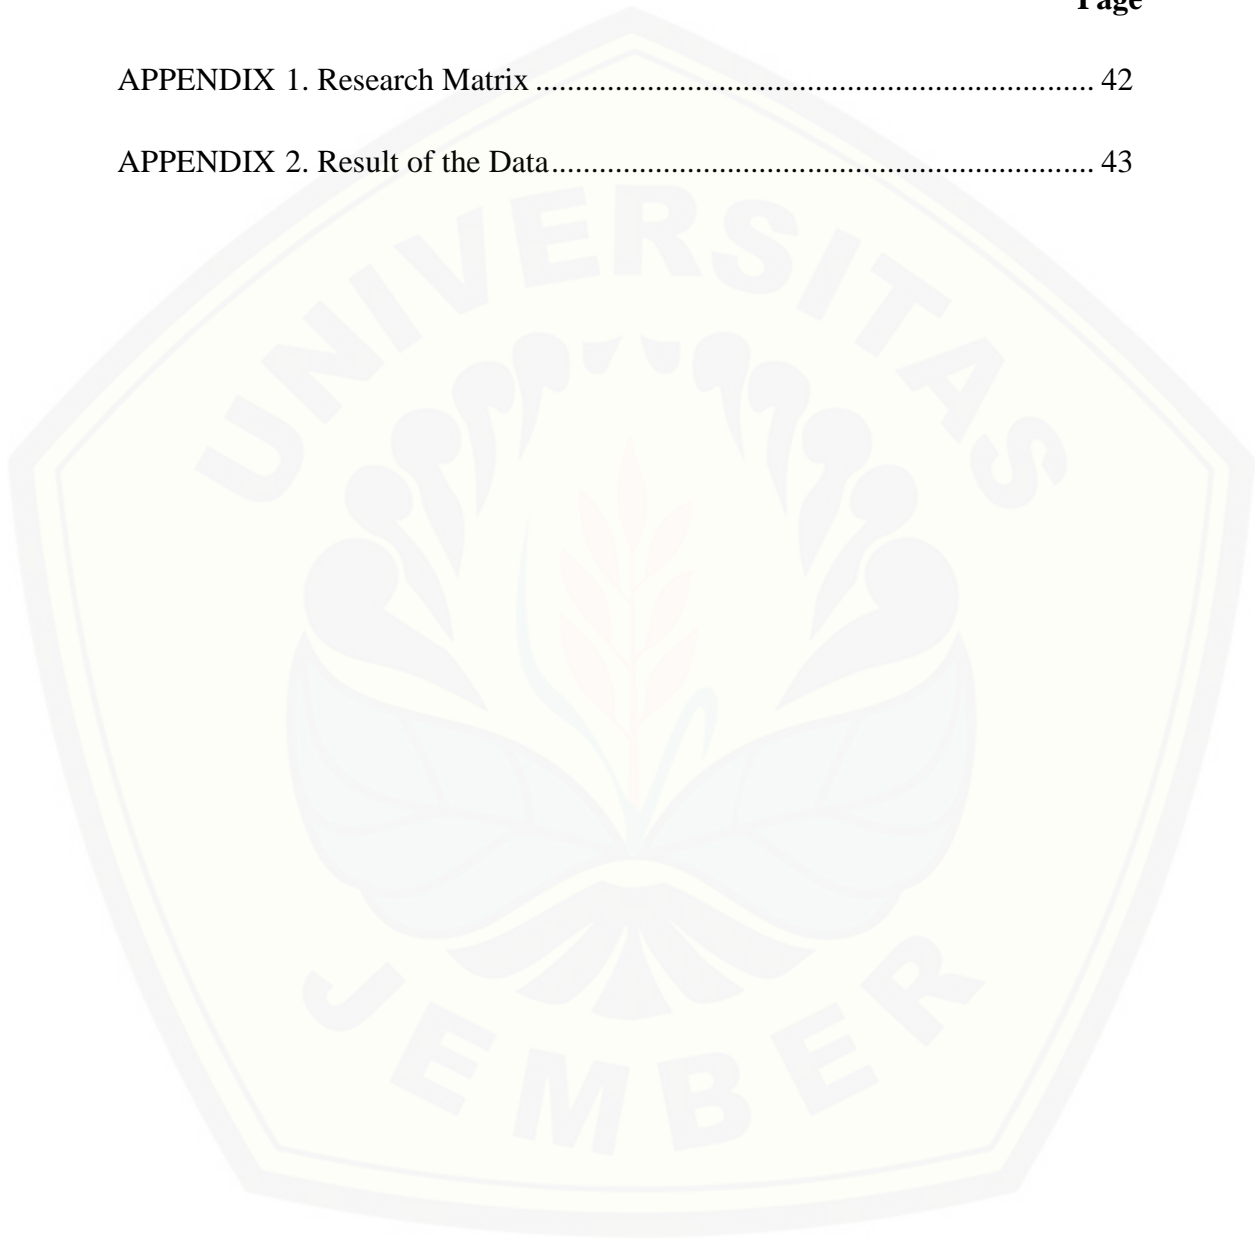 Page
APPENDIX 1. Research Matrix ...................................................................... 42
APPENDIX 2. Result of the Data.................................................................... 43
UNIVERSITAS
JEMBER